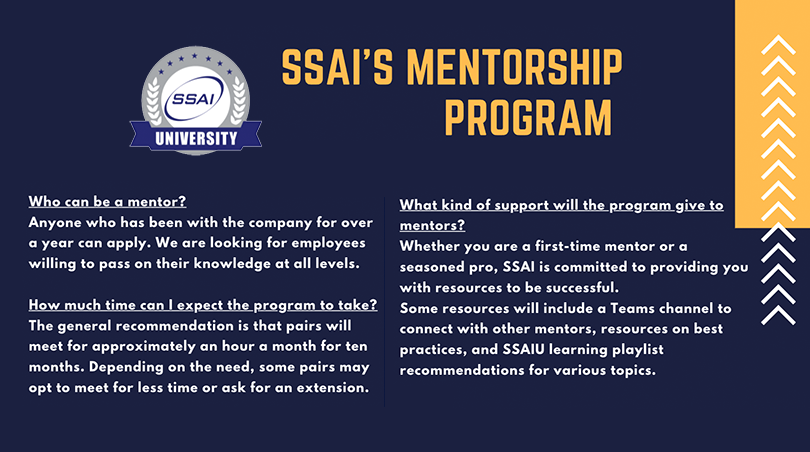 SSAI
UNIVERSITY
SSAI'S MENTORSHIP
PROGRAM
Who can be a mentor?
Anyone who has been with the company for over
a year can apply. We are looking for employees
willing to pass on their knowledge at all levels.
How much time can I expect the program to take?
The general recommendation is that pairs will
meet for approximately an hour a month for ten
months. Depending on the need, some pairs may
opt to meet for less time or ask for an extension.
What kind of support will the program give to
mentors?
Whether you are a first-time mentor or a
seasoned pro, SSAI is committed to providing you
with resources to be successful.
Some resources will include a Teams channel to
connect with other mentors, resources on best
practices, and SSAIU learning playlist
recommendations for various topics.